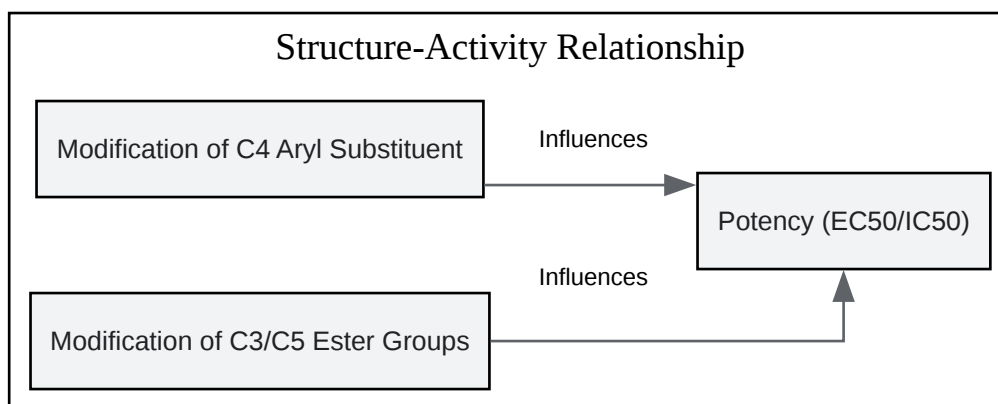 Structure-Activity Relationship
Modification of C4 Aryl Substituent
Influences
Potency (EC50/IC50)
Influences
Modification of C3/C5 Ester Groups